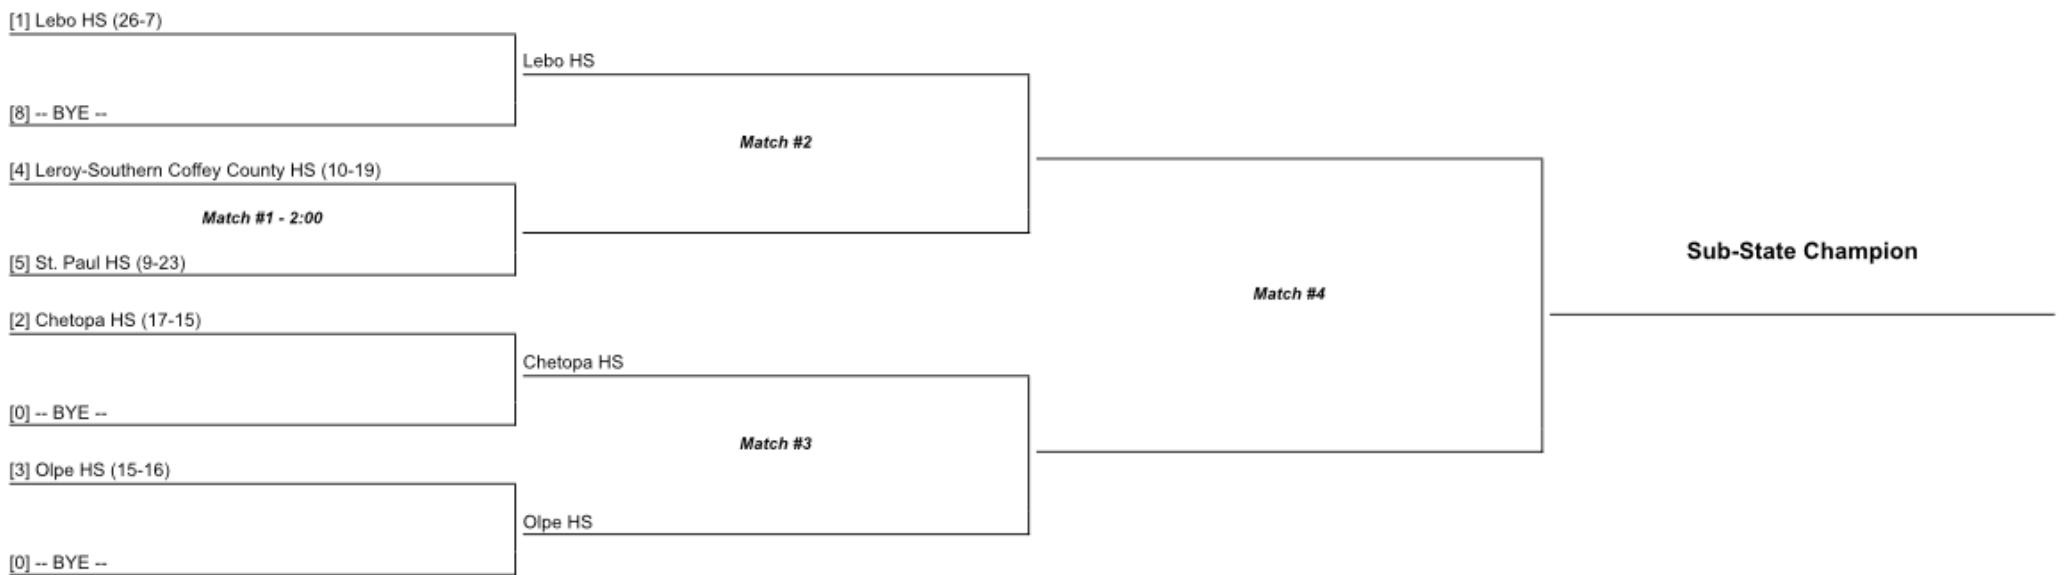 [1] Lebo HS (26-7)
Lebo HS
[8] -- BYE --
Match #2
[4] Leroy-Southern Coffey County HS (10-19)
Match #1 - 2:00
[5] St. Paul HS (9-23)
Sub-State Champion
Match #4
[2] Chetopa HS (17-15)
Chetopa HS
[0] -- BYE --
Match #3
[3] Olpe HS (15-16)
Olpe HS
[0] -- BYE --